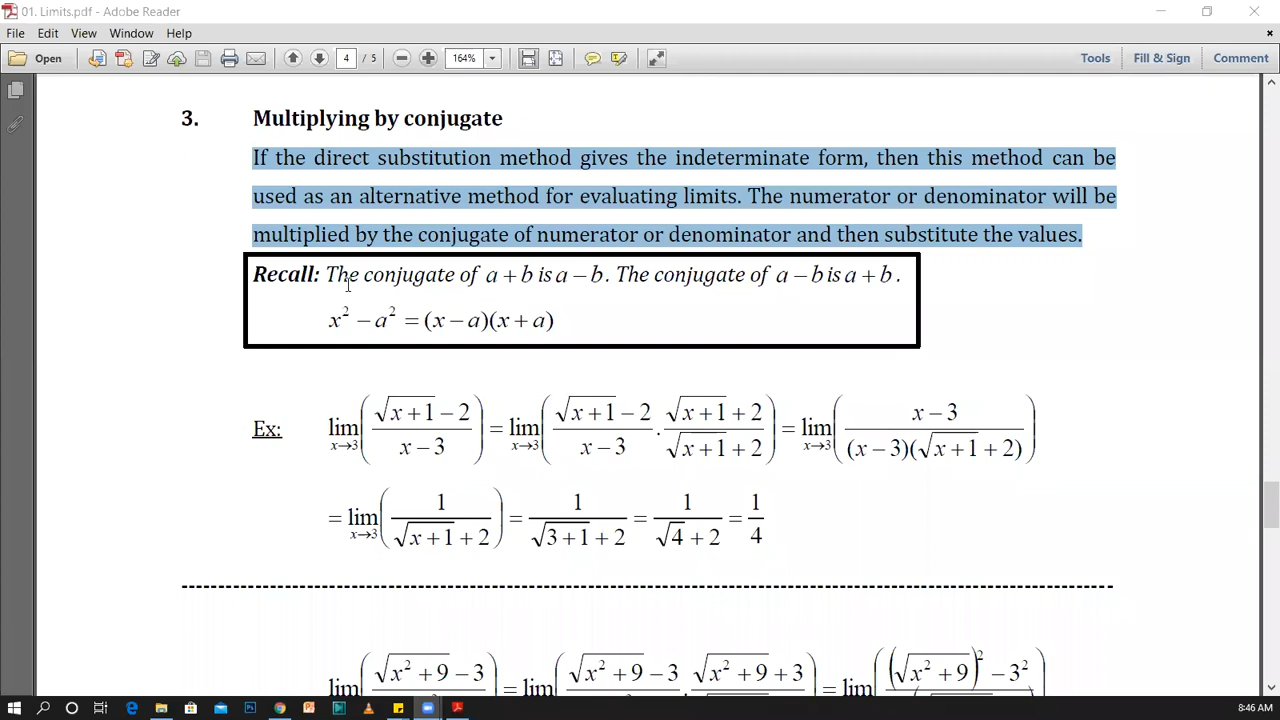 01. Limits.pdf - Adobe Reader
File Edit View Window Help
Open 4 / 5 164% Tools Fill & Sign Comment
3. Multiplying by conjugate
If the direct substitution method gives the indeterminate form, then this method can be
used as an alternative method for evaluating limits. The numerator or denominator will be
multiplied by the conjugate of numerator or denominator and then substitute the values.
Recall: The conjugate of a + b is a − b. The conjugate of a − b is a + b.
x² − a² = (x − a)(x + a)
Ex: lim x→3 ((√(x+1) − 2)/(x − 3)) = lim x→3 ((√(x+1) − 2)/(x − 3) . (√(x+1) + 2)/(√(x+1) + 2)) = lim x→3 ((x − 3)/((x − 3)(√(x+1) + 2)))
= lim x→3 (1/(√(x+1) + 2)) = 1/(√(3+1) + 2) = 1/(√4 + 2) = 1/4
lim (√(x² + 9) − 3 = lim (√(x² + 9) − 3 . √(x² + 9) + 3 = lim ((√(x² + 9))² − 3²
8:46 AM